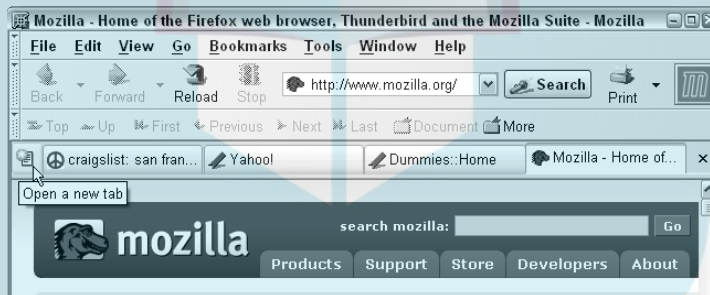 Mozilla - Home of the Firefox web browser, Thunderbird and the Mozilla Suite - Mozilla
File Edit View Go Bookmarks Tools Window Help
http://www.mozilla.org/ Search
Back Forward Reload Stop Print
Top Up First Previous Next Last Document More
craigslist: san fran... Yahoo! Dummies::Home Mozilla - Home of...
Open a new tab
search mozilla: Go
mozilla
Products Support Store Developers About